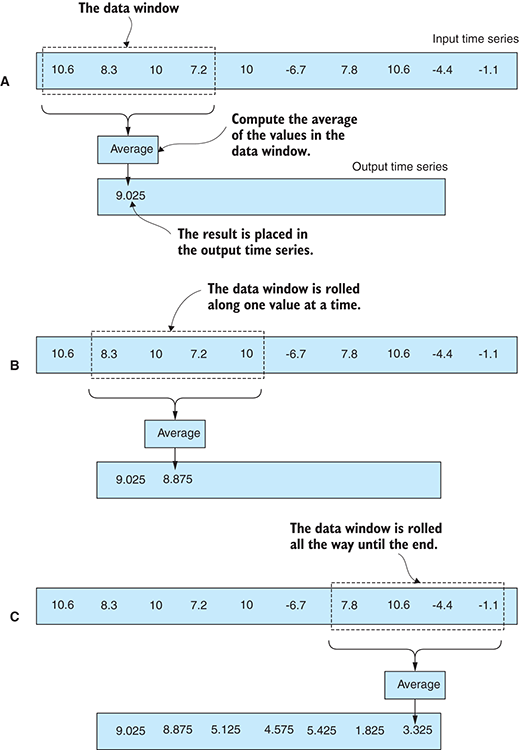 The data window
Input time series
10.6 8.3 10 7.2 10 -6.7 7.8 10.6 -4.4 -1.1
A
Average
Compute the average
of the values in the
data window.
Output time series
9.025
The result is placed in
the output time series.
The data window is rolled
along one value at a time.
10.6 8.3 10 7.2 10 -6.7 7.8 10.6 -4.4 -1.1
B
Average
9.025 8.875
The data window is rolled
all the way until the end.
10.6 8.3 10 7.2 10 -6.7 7.8 10.6 -4.4 -1.1
C
Average
9.025 8.875 5.125 4.575 5.425 1.825 3.325